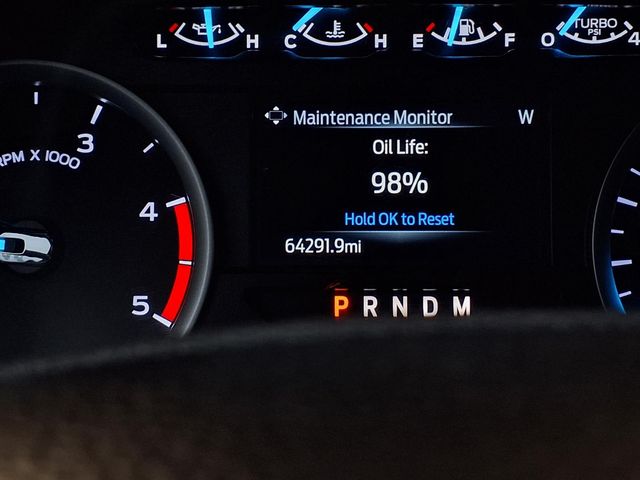 L H C H E F O TURBO PSI 4
Maintenance Monitor W
Oil Life:
98%
Hold OK to Reset
64291.9mi
P R N D M
3
RPM X 1000
4
5